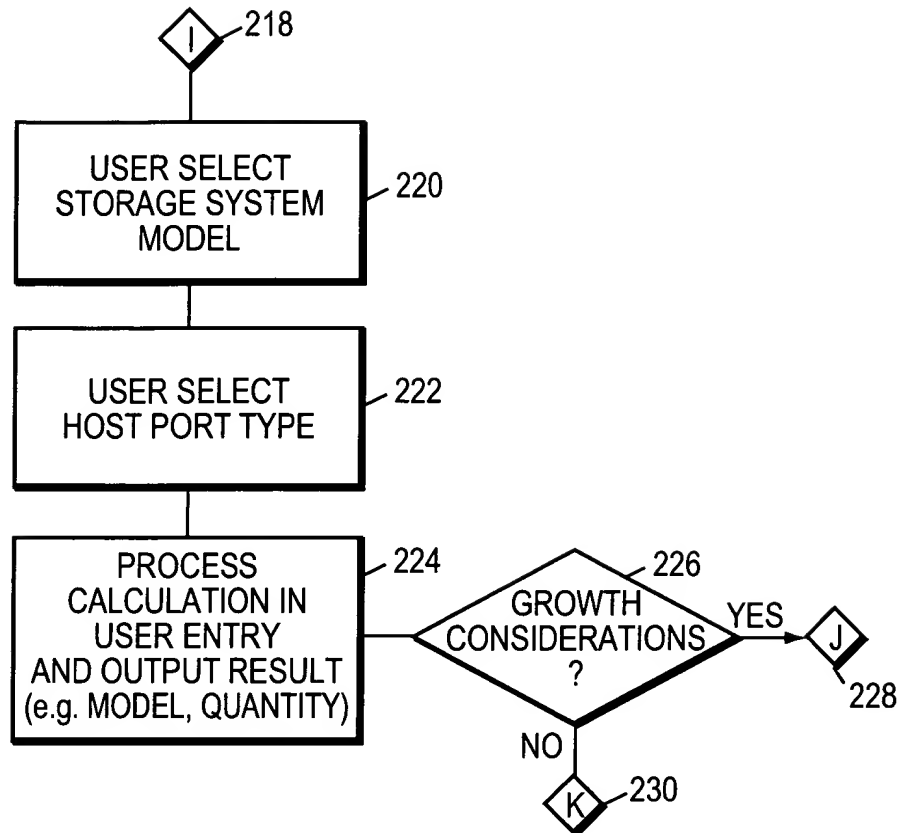 I
218
USER SELECT
STORAGE SYSTEM
MODEL
220
USER SELECT
HOST PORT TYPE
222
PROCESS
CALCULATION IN
USER ENTRY
AND OUTPUT RESULT
(e.g. MODEL, QUANTITY)
224
GROWTH
CONSIDERATIONS
?
226
YES
J
228
NO
K
230